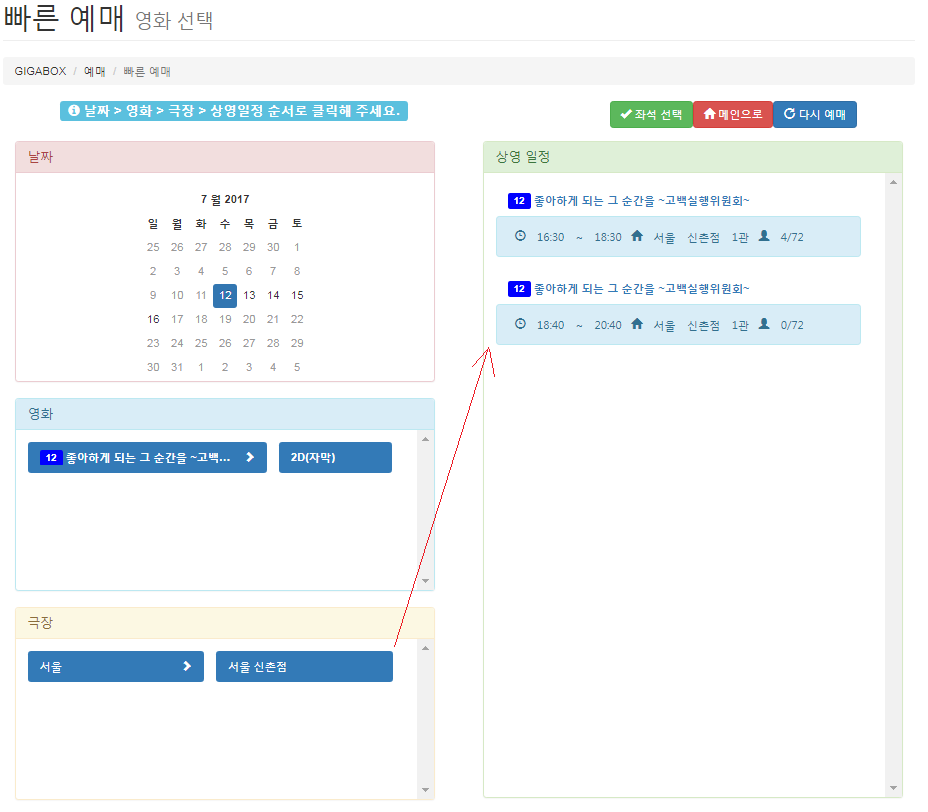 빠른 예매 영화 선택
GIGABOX / 예매 / 빠른 예매
날짜 > 영화 > 극장 > 상영일정 순서로 클릭해 주세요.
좌석 선택 메인으로 다시 예매
날짜
7 월 2017
일 월 화 수 목 금 토
25 26 27 28 29 30 1
2 3 4 5 6 7 8
9 10 11 12 13 14 15
16 17 18 19 20 21 22
23 24 25 26 27 28 29
30 31 1 2 3 4 5
영화
12 좋아하게 되는 그 순간을 ~고백... 2D(자막)
극장
서울 서울 신촌점
상영 일정
12 좋아하게 되는 그 순간을 ~고백실행위원회~
16:30 ~ 18:30 서울 신촌점 1관 4/72
12 좋아하게 되는 그 순간을 ~고백실행위원회~
18:40 ~ 20:40 서울 신촌점 1관 0/72